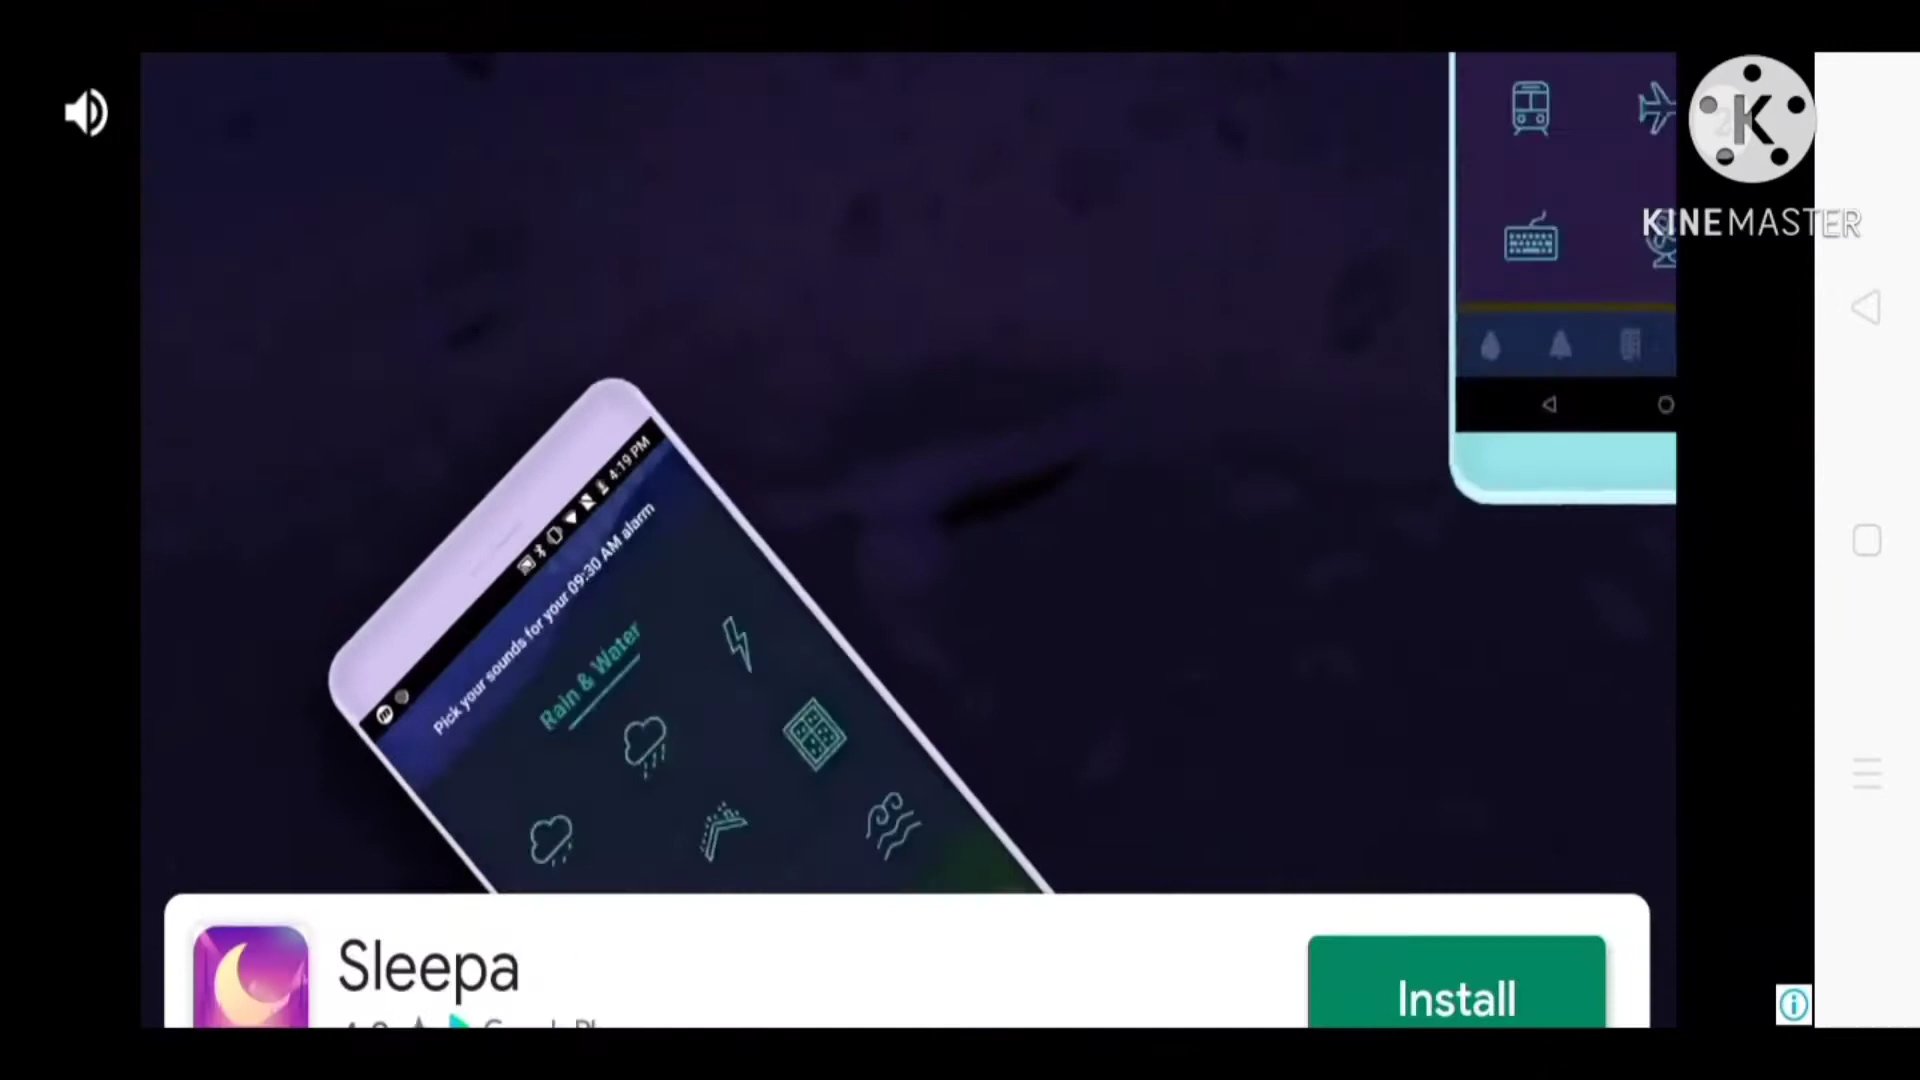 K
KINEMASTER
4:19 PM
Pick your sounds for your 09:30 AM alarm
Rain & Water
Sleepa
Install